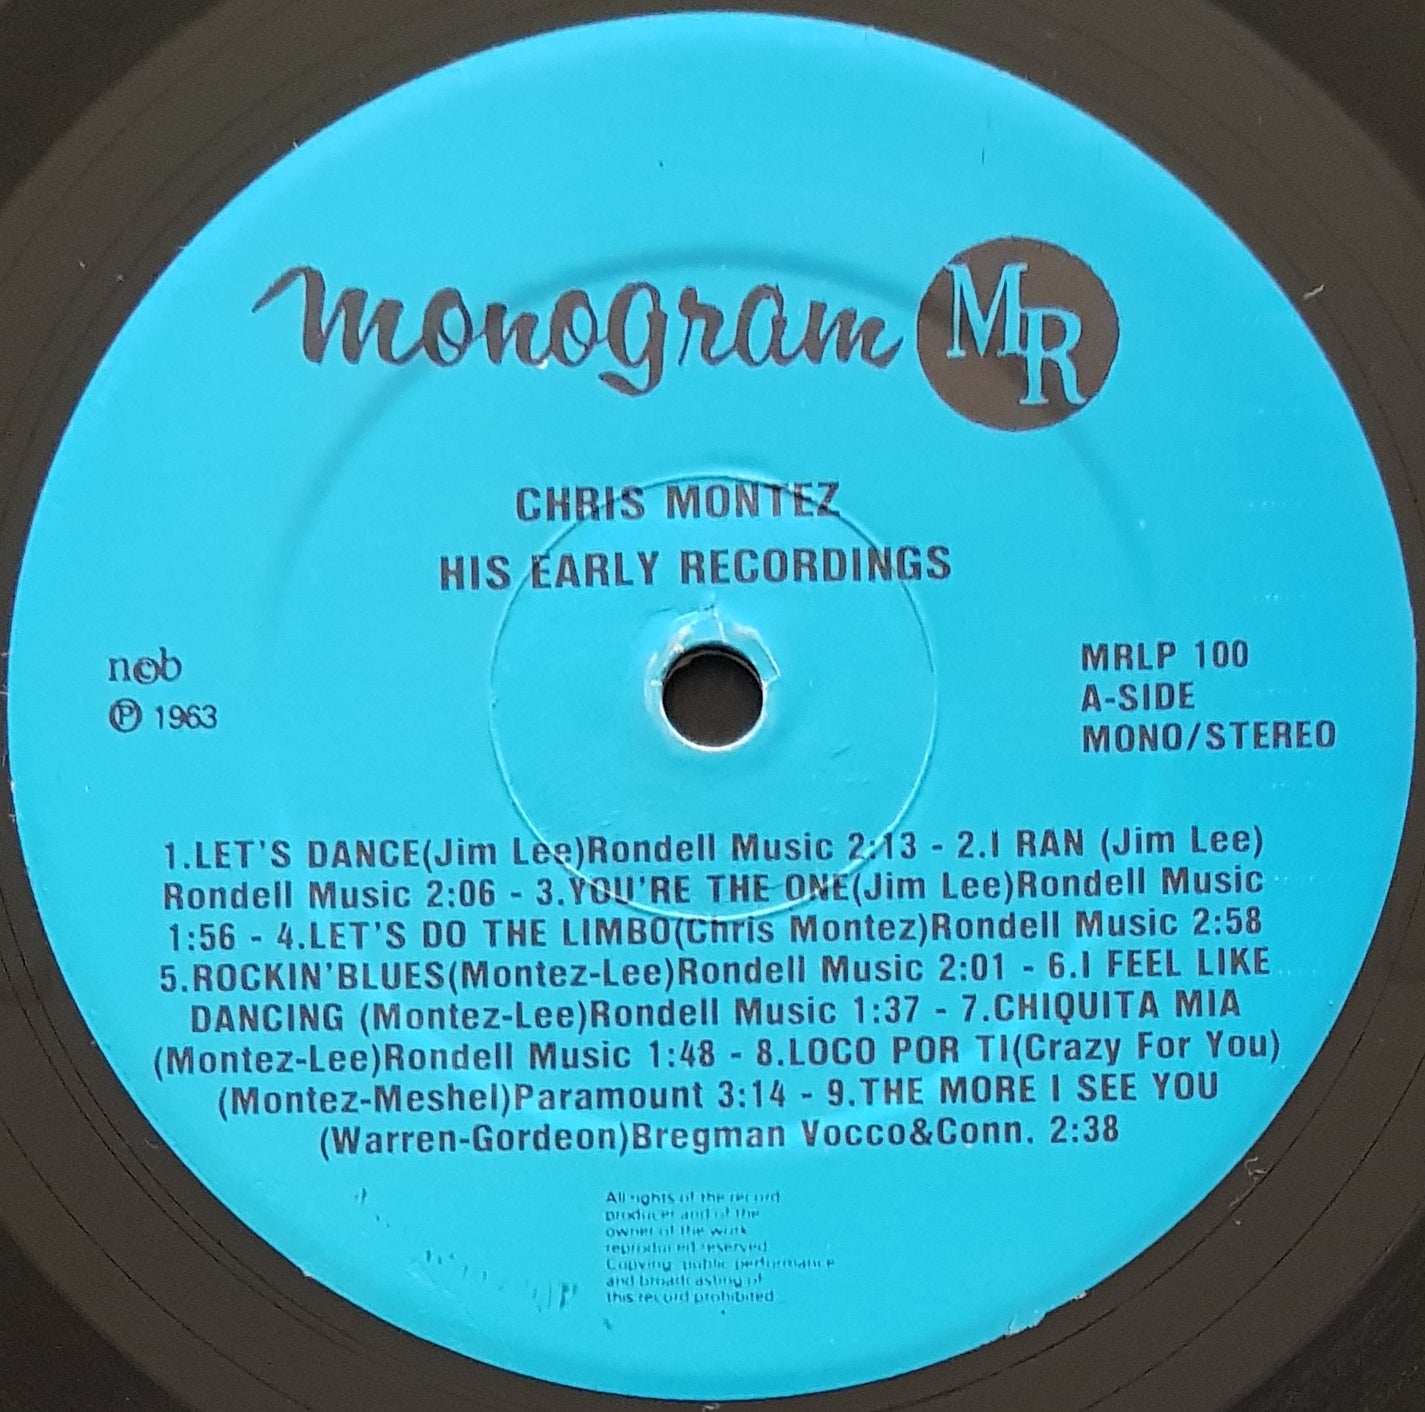 monogram MR
CHRIS MONTEZ
HIS EARLY RECORDINGS
n©b
℗ 1963
MRLP 100
A-SIDE
MONO/STEREO
1.LET'S DANCE(Jim Lee)Rondell Music 2:13 - 2.I RAN (Jim Lee)
Rondell Music 2:06 - 3.YOU'RE THE ONE(Jim Lee)Rondell Music
1:56 - 4.LET'S DO THE LIMBO(Chris Montez)Rondell Music 2:58
5.ROCKIN'BLUES(Montez-Lee)Rondell Music 2:01 - 6.I FEEL LIKE
DANCING (Montez-Lee)Rondell Music 1:37 - 7.CHIQUITA MIA
(Montez-Lee)Rondell Music 1:48 - 8.LOCO POR TI(Crazy For You)
(Montez-Meshel)Paramount 3:14 - 9.THE MORE I SEE YOU
(Warren-Gordeon)Bregman Vocco&Conn. 2:38
All rights of the record
producer and of the
owner of the work
reproduced reserved
Copying public performance
and broadcasting of
this record prohibited